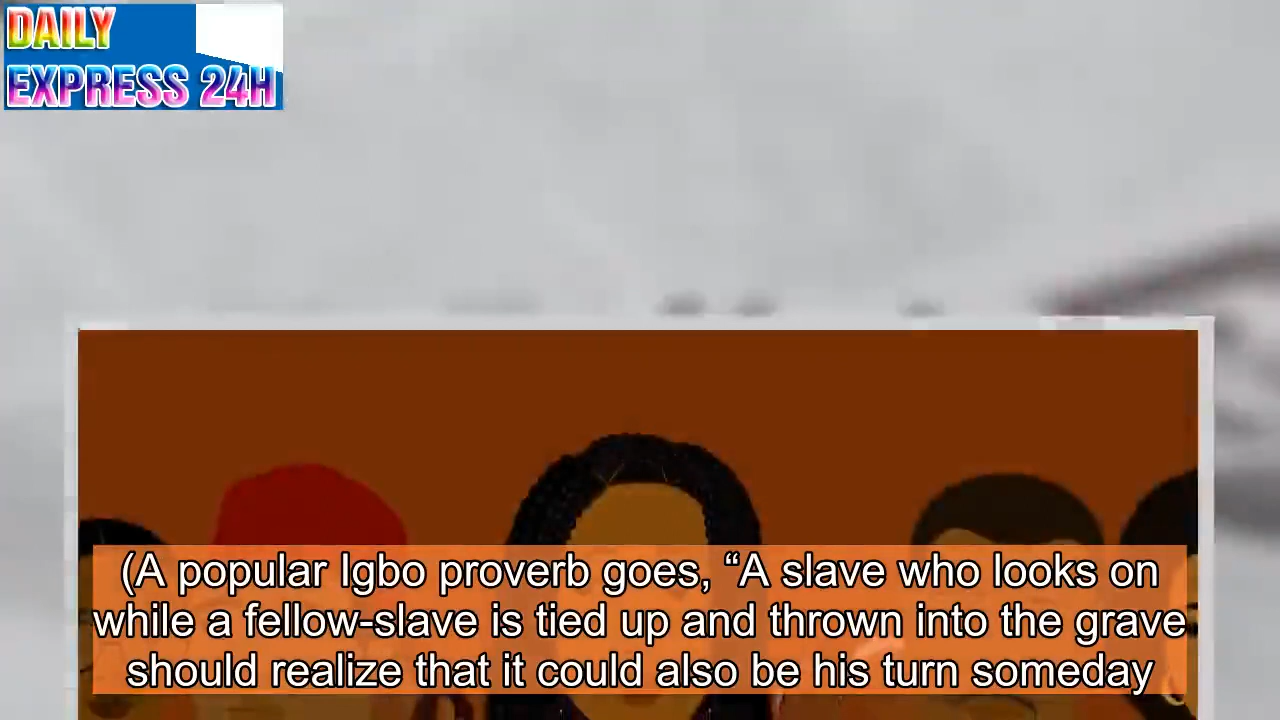 DAILY
EXPRESS 24H
(A popular Igbo proverb goes, “A slave who looks on
while a fellow-slave is tied up and thrown into the grave
should realize that it could also be his turn someday